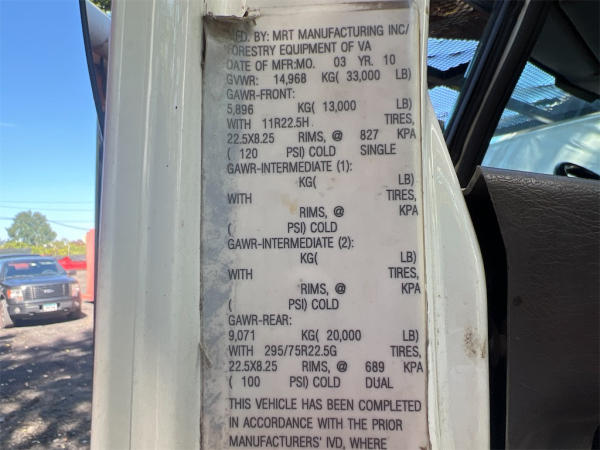 MFD. BY: MRT MANUFACTURING INC/
FORESTRY EQUIPMENT OF VA
DATE OF MFR:MO. 03 YR. 10
GVWR: 14,968 KG( 33,000 LB)
GAWR-FRONT:
5,896 KG( 13,000 LB)
WITH 11R22.5H TIRES,
22.5X8.25 RIMS, @ 827 KPA
( 120 PSI) COLD SINGLE
GAWR-INTERMEDIATE (1):
KG( LB)
WITH TIRES,
RIMS, @ KPA
( PSI) COLD
GAWR-INTERMEDIATE (2):
KG( LB)
WITH TIRES,
RIMS, @ KPA
( PSI) COLD
GAWR-REAR:
9,071 KG( 20,000 LB)
WITH 295/75R22.5G TIRES,
22.5X8.25 RIMS, @ 689 KPA
( 100 PSI) COLD DUAL
THIS VEHICLE HAS BEEN COMPLETED
IN ACCORDANCE WITH THE PRIOR
MANUFACTURERS' IVD, WHERE